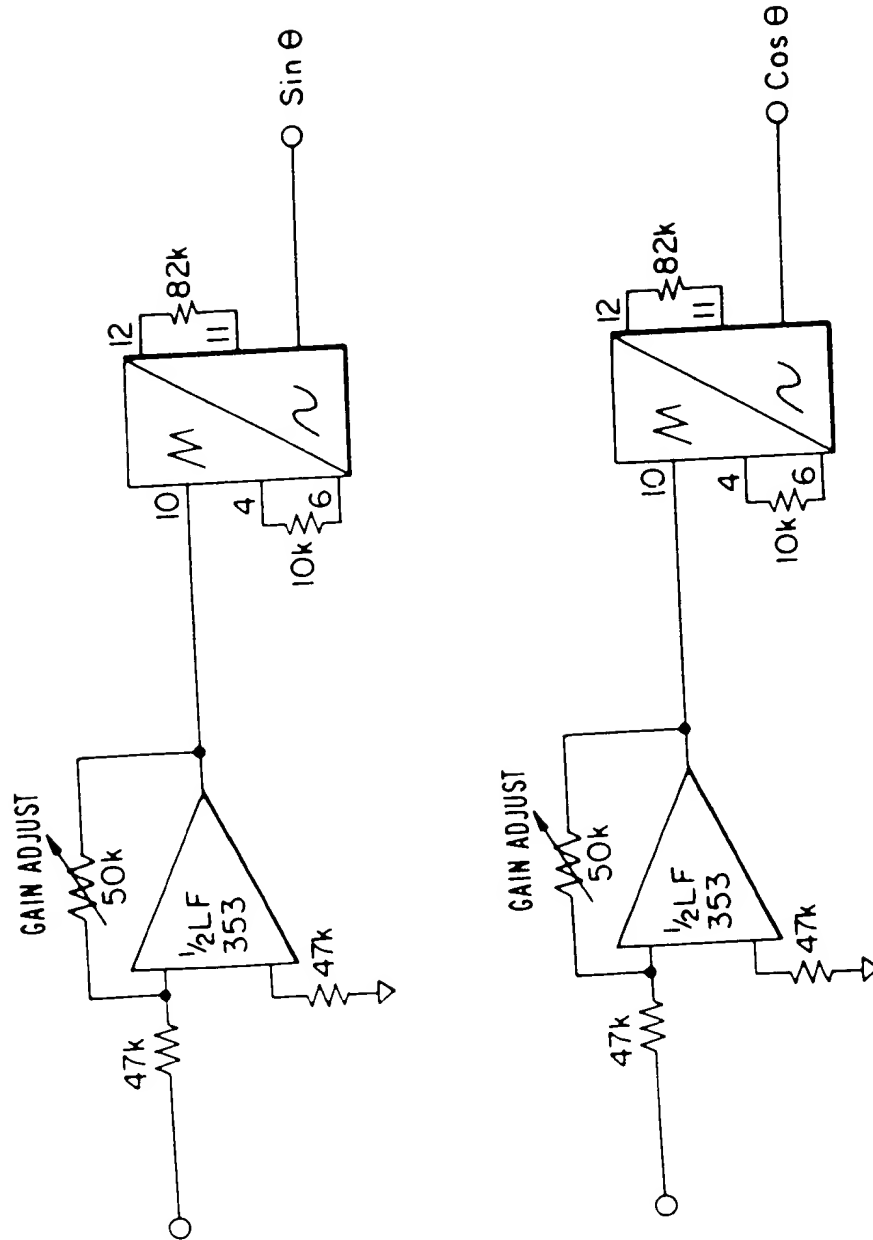 GAIN ADJUST
50k
47k
½LF
353
47k
10
4
6
10k
12
11
82k
Sin θ
GAIN ADJUST
50k
47k
½LF
353
47k
10
4
6
10k
12
11
82k
Cos θ